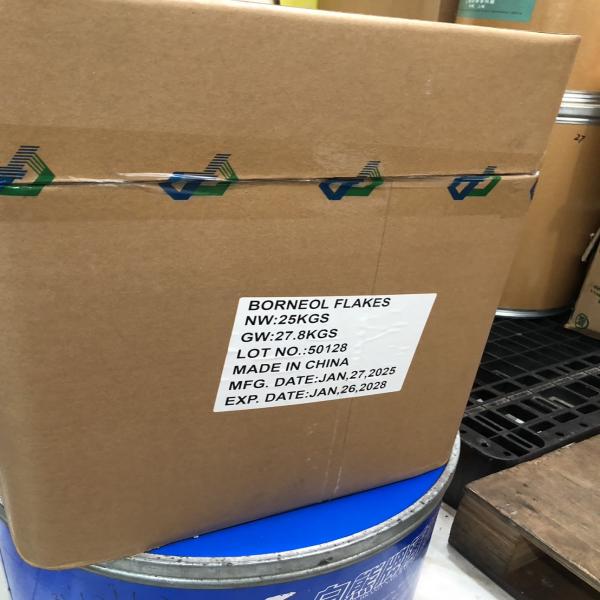 BORNEOL FLAKES
NW:25KGS
GW:27.8KGS
LOT NO.:50128
MADE IN CHINA
MFG. DATE:JAN,27,2025
EXP. DATE:JAN,26,2028
27